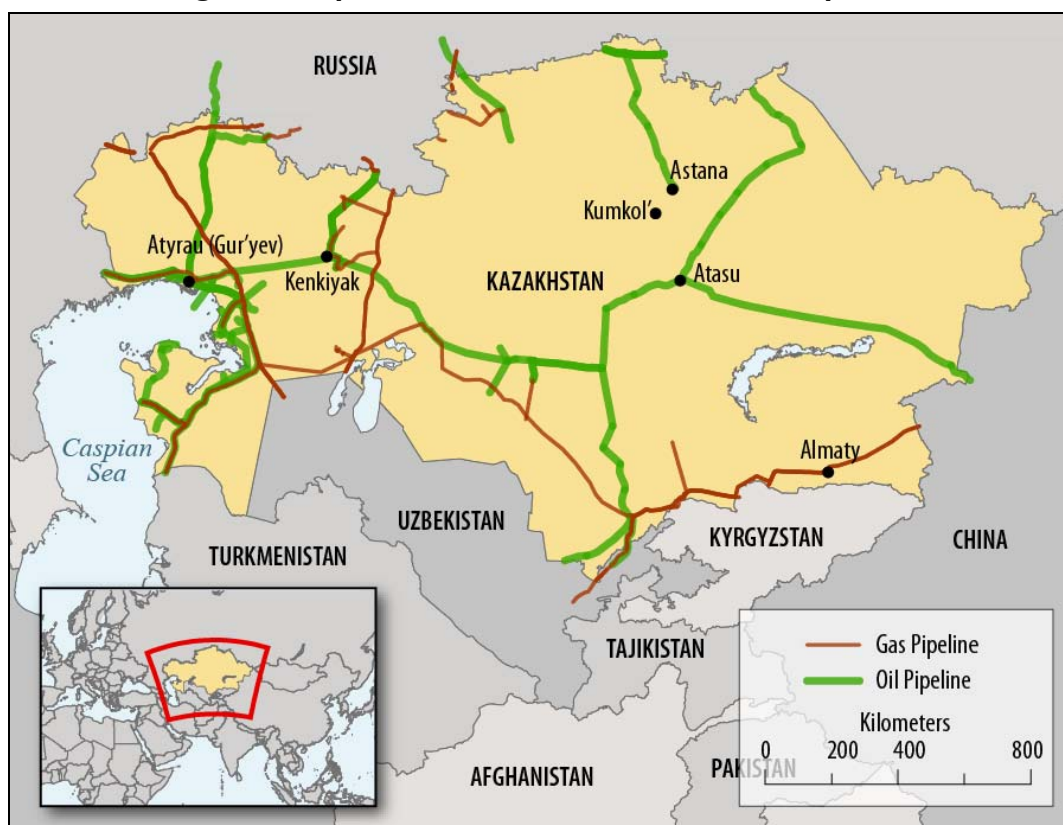 RUSSIA
Astana
Kumkol'
Atyrau (Gur'yev)
Kenkiyak
KAZAKHSTAN
Atasu
Caspian
Sea
Almaty
UZBEKISTAN
TURKMENISTAN
KYRGYZSTAN
CHINA
TAJIKISTAN
AFGHANISTAN
PAKISTAN
Gas Pipeline
Oil Pipeline
Kilometers
0 200 400 800